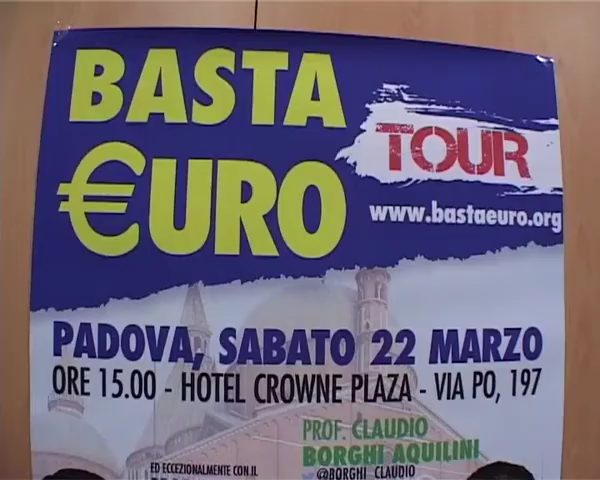 BASTA
€URO
TOUR
www.bastaeuro.org
PADOVA, SABATO 22 MARZO
ORE 15.00 - HOTEL CROWNE PLAZA - VIA PO, 197
PROF. CLAUDIO
BORGHI AQUILINI
@BORGHI_CLAUDIO
ED ECCEZIONALMENTE CON IL